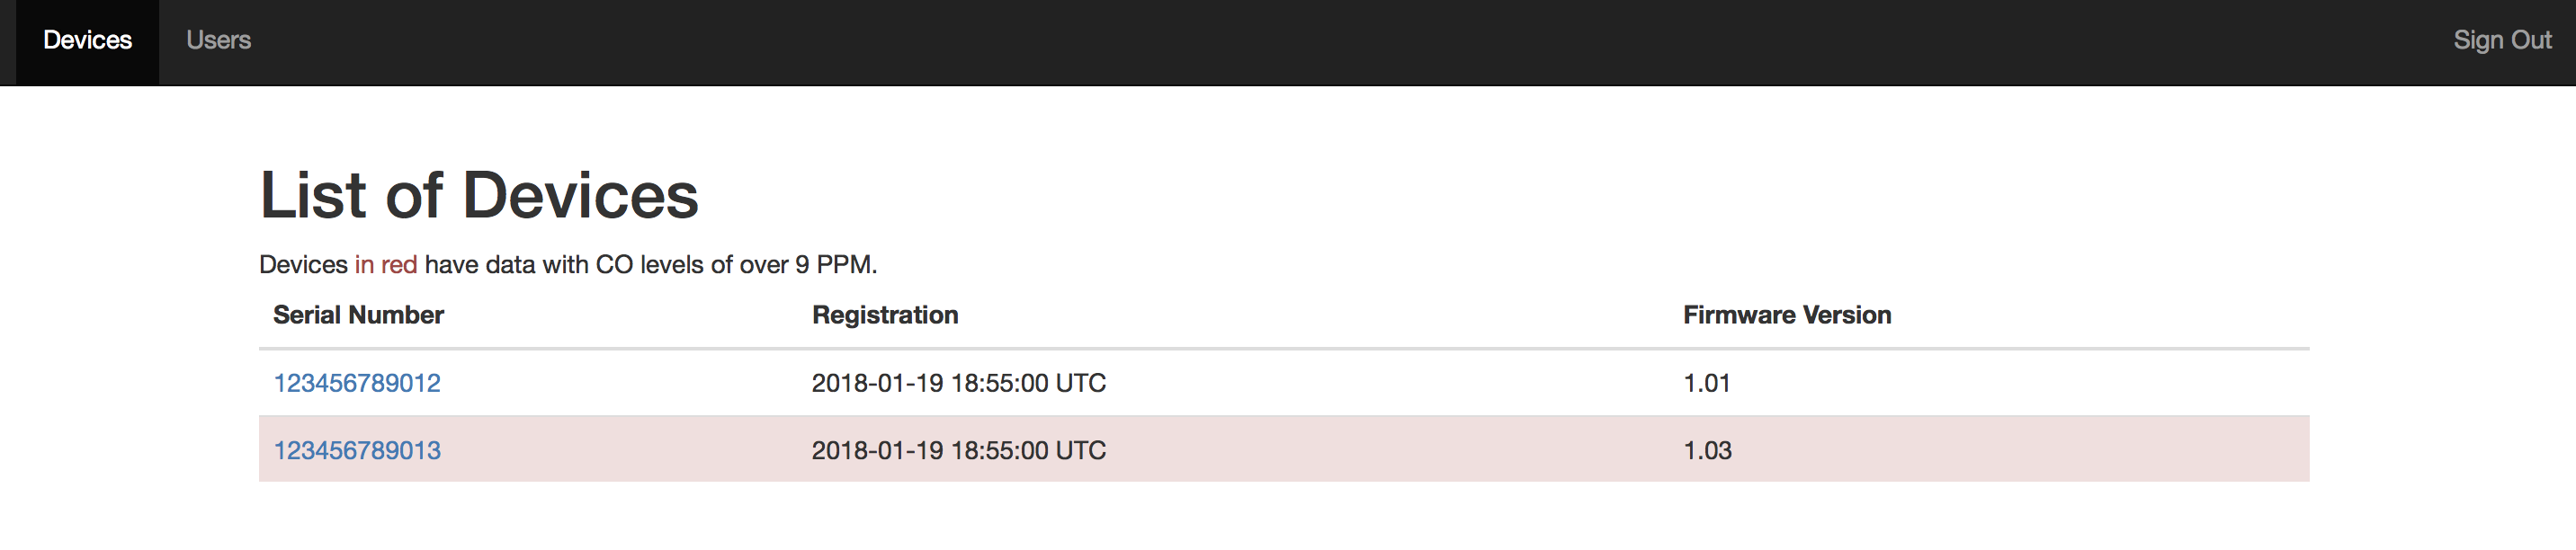 Devices Users Sign Out
List of Devices
Devices in red have data with CO levels of over 9 PPM.
Serial Number Registration Firmware Version
123456789012 2018-01-19 18:55:00 UTC 1.01
123456789013 2018-01-19 18:55:00 UTC 1.03